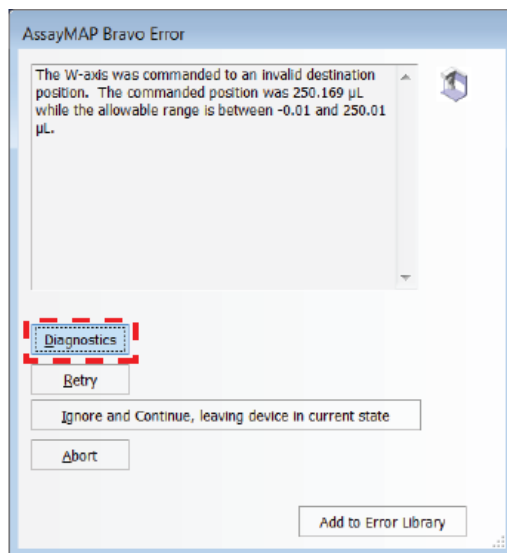 AssayMAP Bravo Error
The W-axis was commanded to an invalid destination
position. The commanded position was 250.169 µL
while the allowable range is between -0.01 and 250.01
µL.
Diagnostics
Retry
Ignore and Continue, leaving device in current state
Abort
Add to Error Library